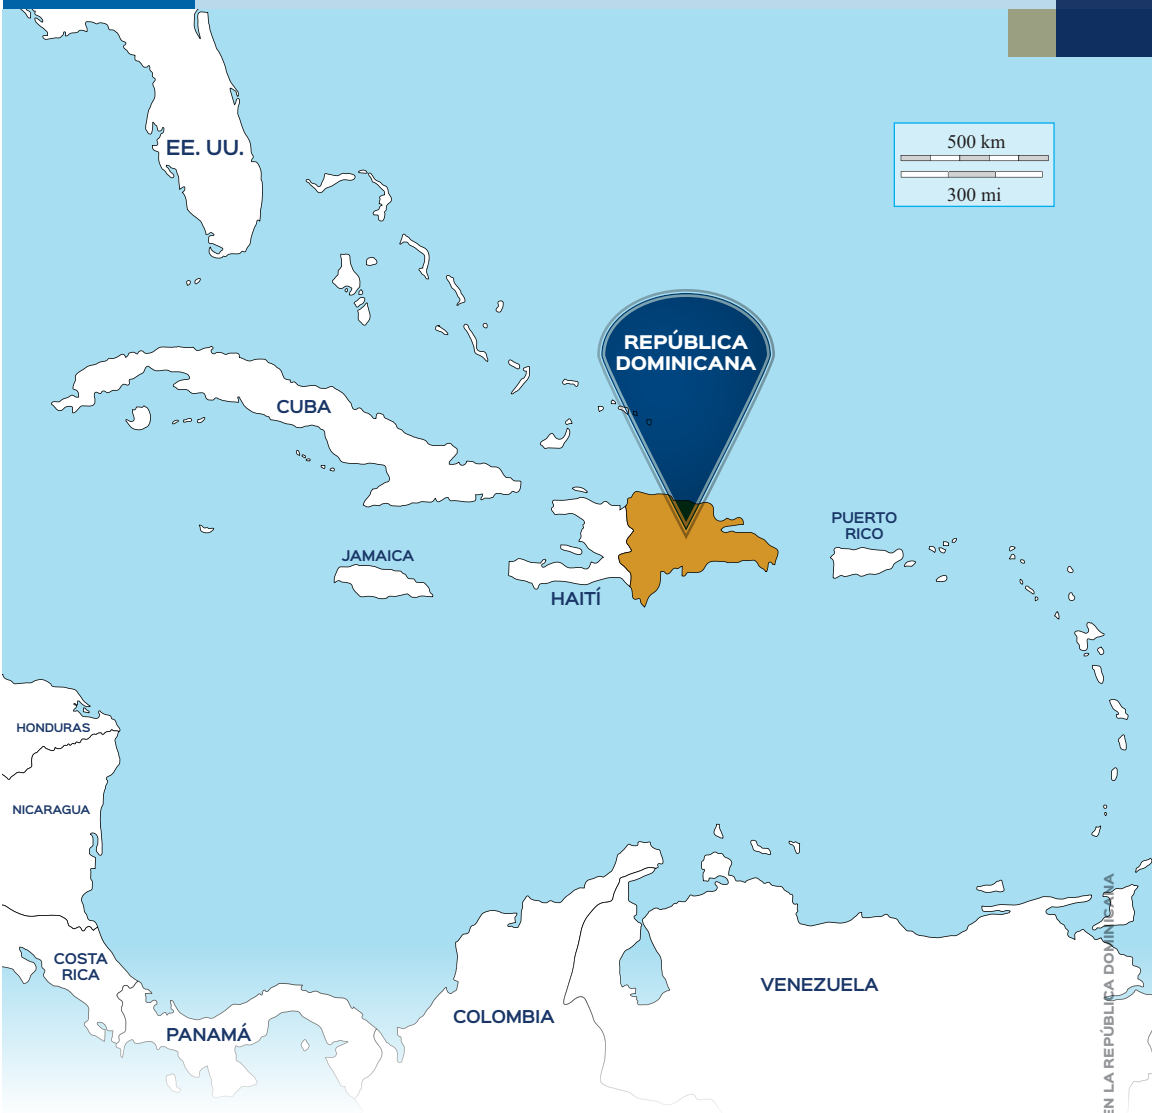 EE. UU.
500 km
300 mi
REPÚBLICA
DOMINICANA
CUBA
PUERTO
RICO
JAMAICA
HAITÍ
HONDURAS
NICARAGUA
COSTA
RICA
PANAMÁ
COLOMBIA
VENEZUELA
EN LA REPÚBLICA DOMINICANA